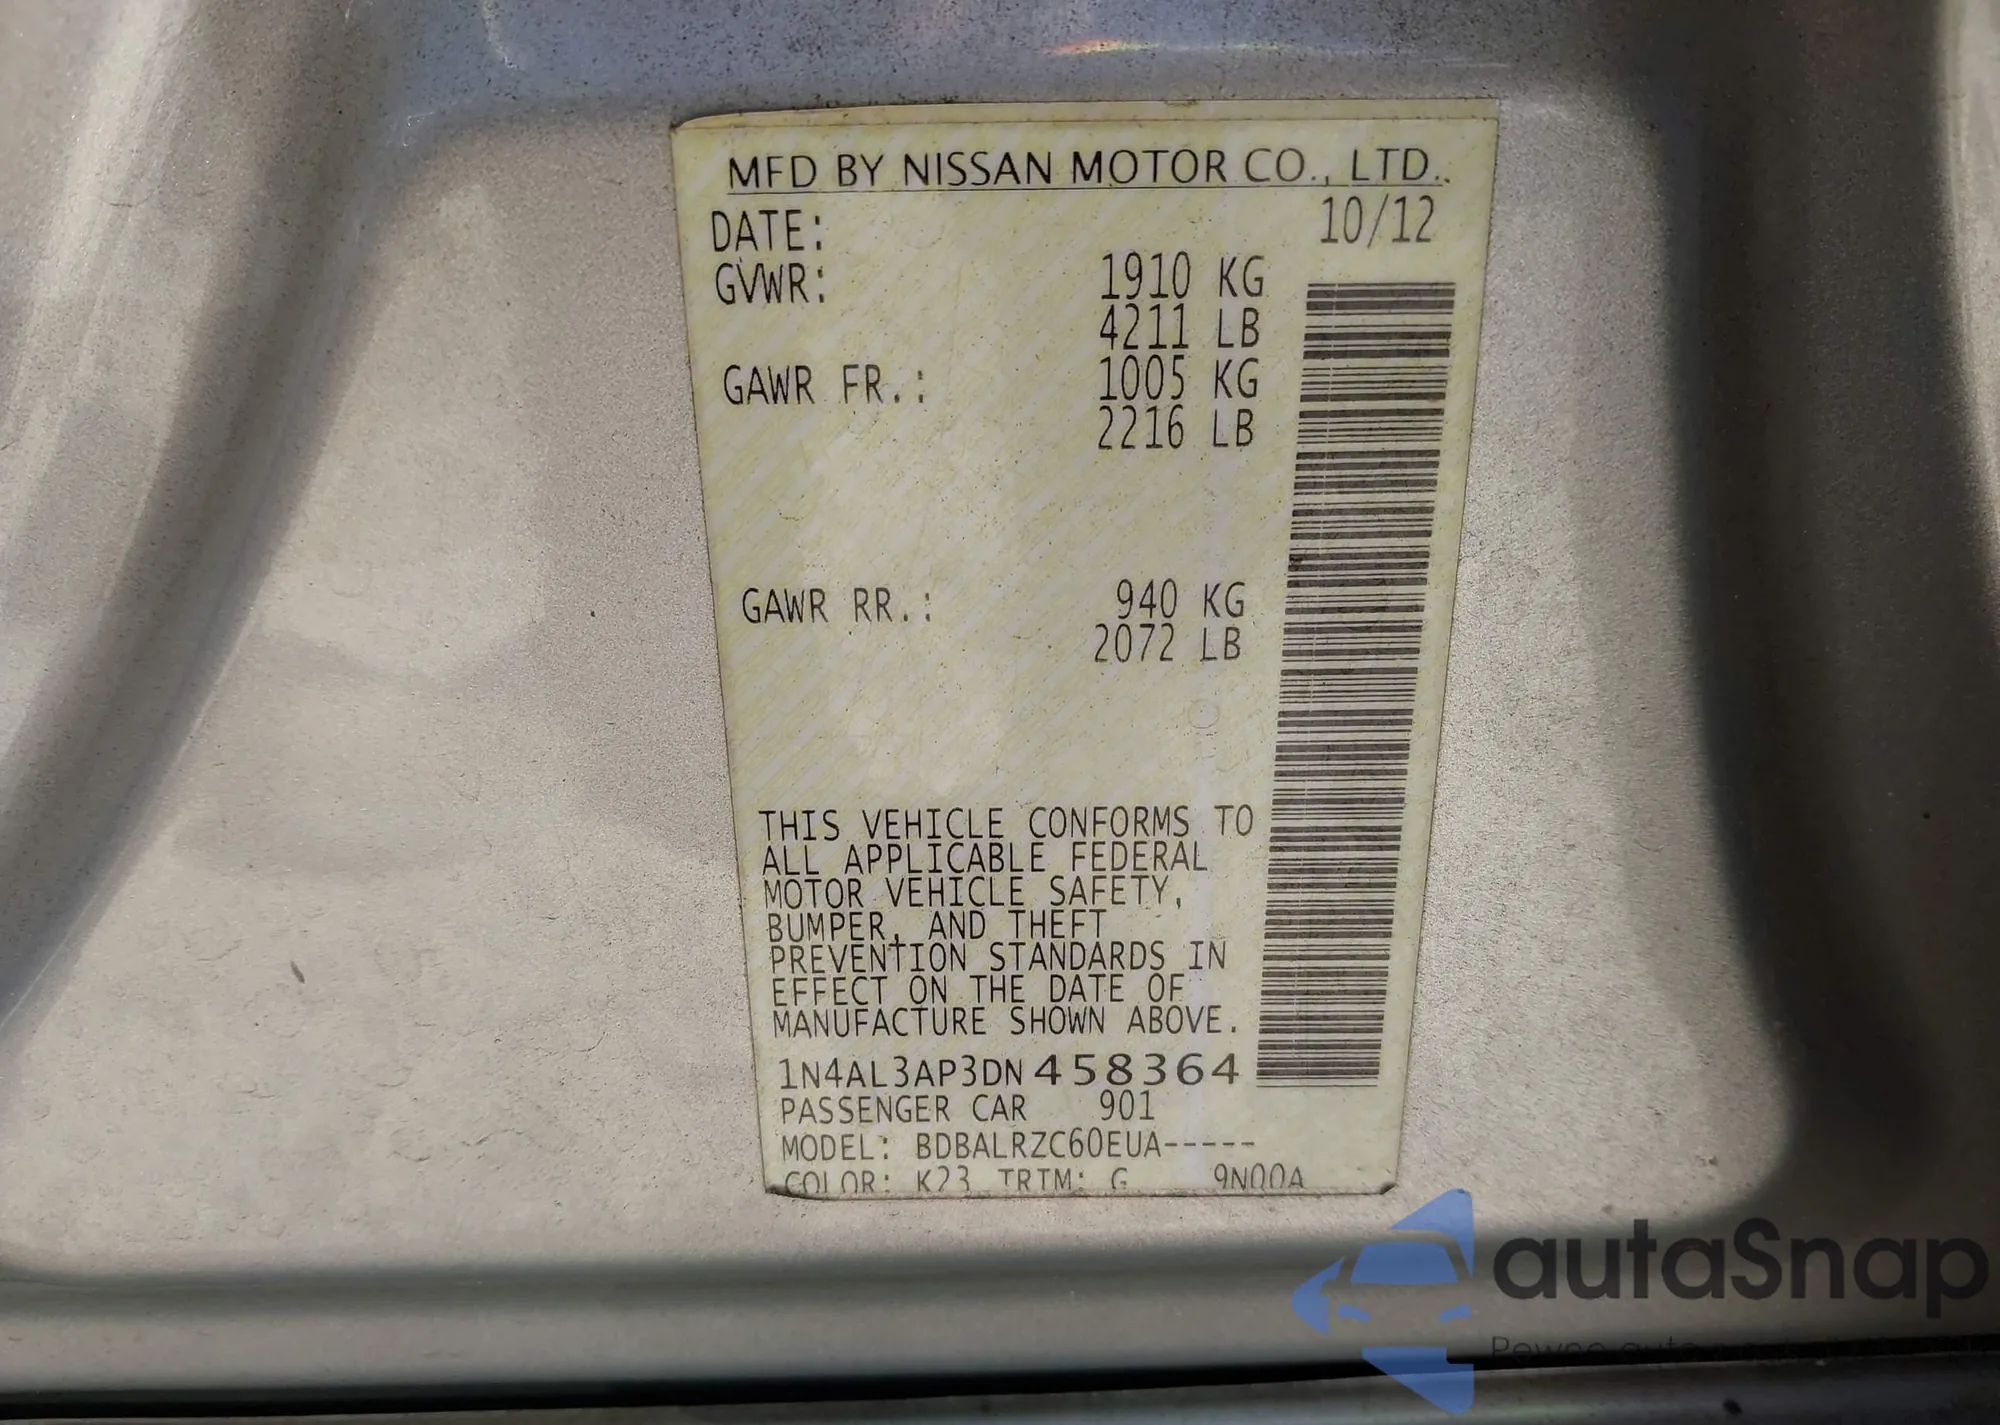 MFD BY NISSAN MOTOR CO., LTD.
DATE: 10/12
GVWR: 1910 KG
4211 LB
GAWR FR.: 1005 KG
2216 LB
GAWR RR.: 940 KG
2072 LB
THIS VEHICLE CONFORMS TO
ALL APPLICABLE FEDERAL
MOTOR VEHICLE SAFETY,
BUMPER, AND THEFT
PREVENTION STANDARDS IN
EFFECT ON THE DATE OF
MANUFACTURE SHOWN ABOVE.
1N4AL3AP3DN458364
PASSENGER CAR 901
MODEL: BDBALRZC60EUA-----
COLOR: K23 TRIM: G 9N00A
autaSnap
Pewne auto